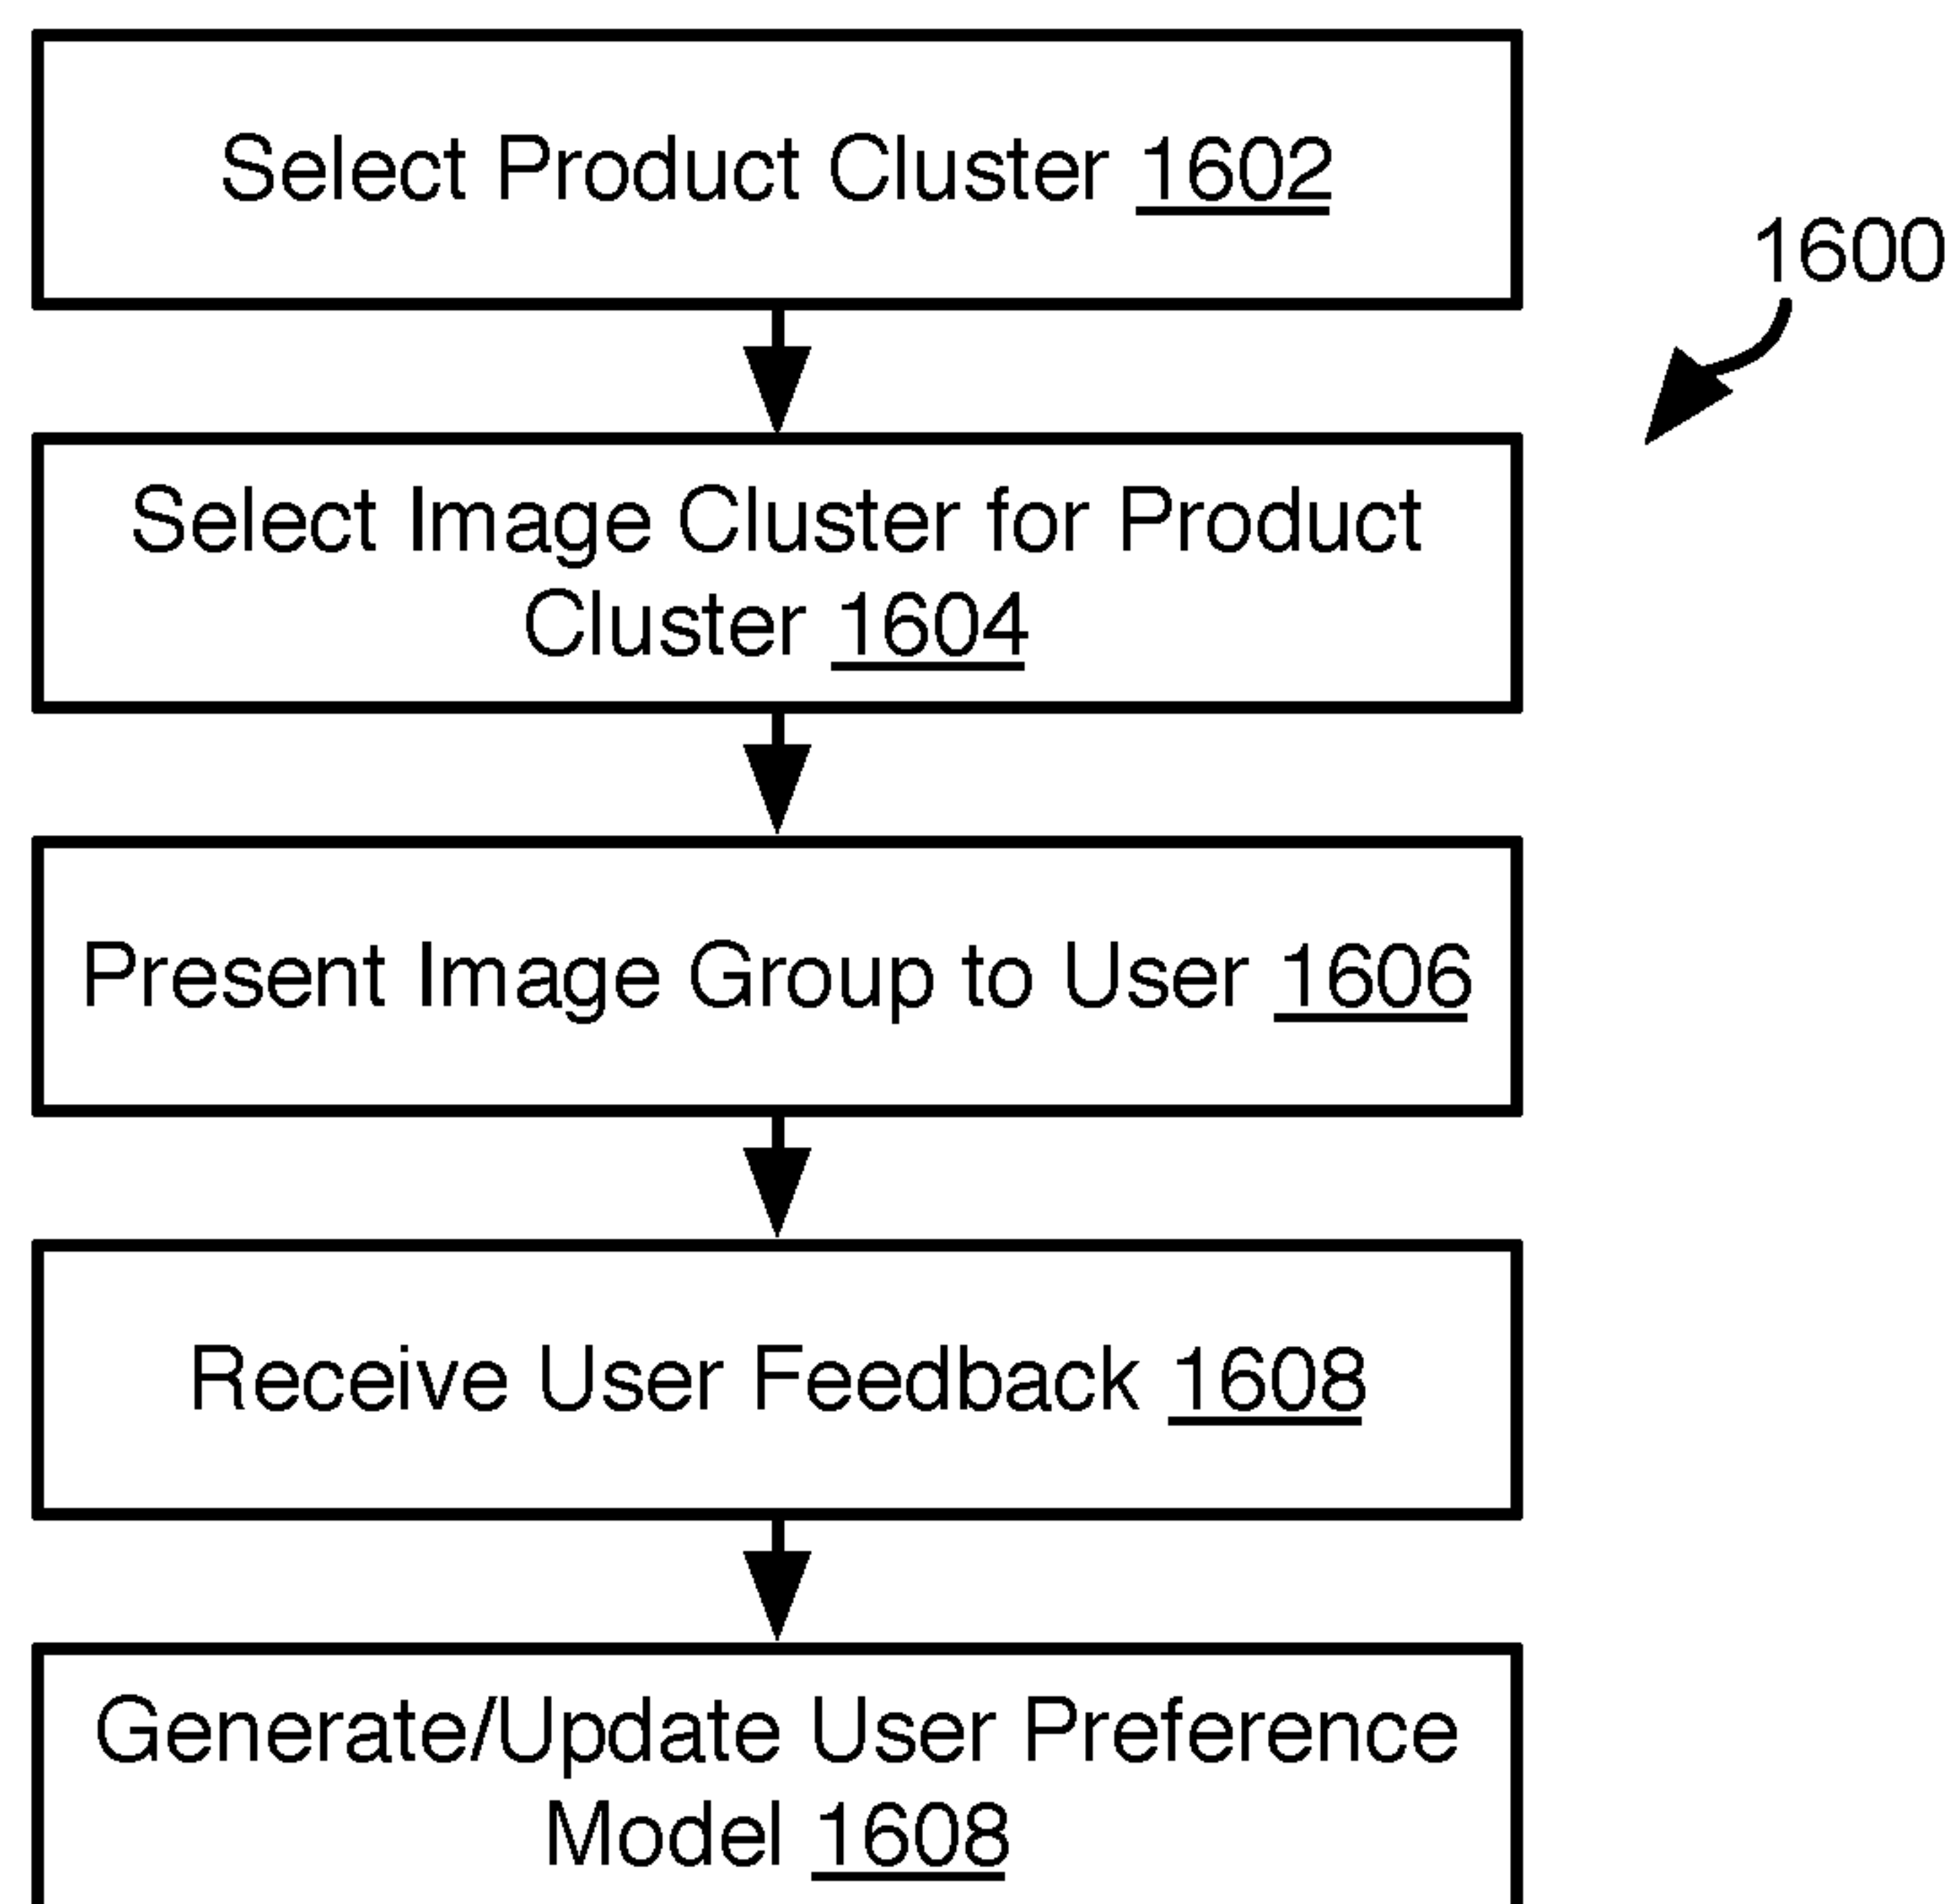 Select Product Cluster 1602
1600
Select Image Cluster for Product
Cluster 1604
Present Image Group to User 1606
Receive User Feedback 1608
Generate/Update User Preference
Model 1608